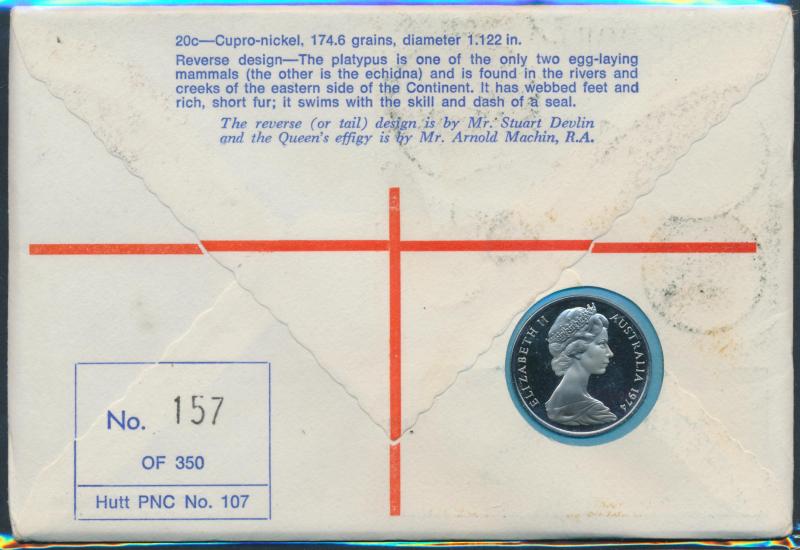 20c—Cupro-nickel, 174.6 grains, diameter 1.122 in.
Reverse design—The platypus is one of the only two egg-laying
mammals (the other is the echidna) and is found in the rivers and
creeks of the eastern side of the Continent. It has webbed feet and
rich, short fur; it swims with the skill and dash of a seal.
The reverse (or tail) design is by Mr. Stuart Devlin
and the Queen's effigy is by Mr. Arnold Machin, R.A.
ELIZABETH II AUSTRALIA 1974
No. 157
OF 350
Hutt PNC No. 107